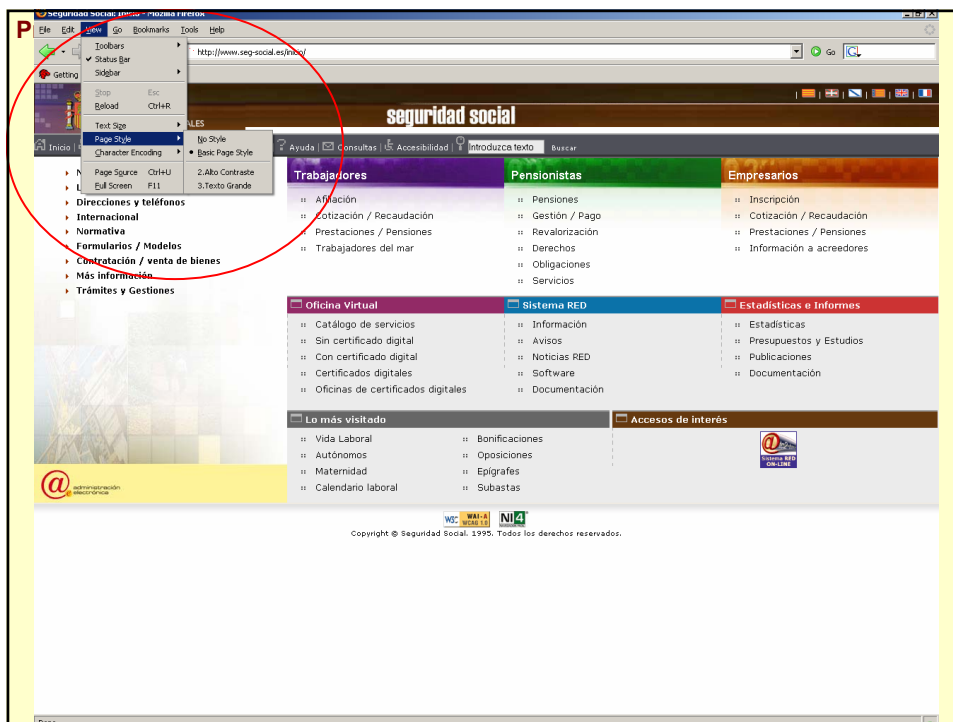 P
Seguridad Social: Inicio - Mozilla Firefox
File Edit View Go Bookmarks Tools Help
http://www.seg-social.es/inicio/
Go
G
Getting
Toolbars
Status Bar
Sidebar
Stop Esc
Reload Ctrl+R
Text Size
Page Style
Character Encoding
Page Source Ctrl+U
Full Screen F11
No Style
Basic Page Style
2.Alto Contraste
3.Texto Grande
ALES
seguridad social
Inicio | Ayuda | Consultas | Accesibilidad | Introduzca texto Buscar
N
L
Direcciones y teléfonos
Internacional
Normativa
Formularios / Modelos
Contratación / venta de bienes
Más información
Trámites y Gestiones
administración
electrónica
Trabajadores
Afiliación
Cotización / Recaudación
Prestaciones / Pensiones
Trabajadores del mar
Pensionistas
Pensiones
Gestión / Pago
Revalorización
Derechos
Obligaciones
Servicios
Empresarios
Inscripción
Cotización / Recaudación
Prestaciones / Pensiones
Información a acreedores
Oficina Virtual
Catálogo de servicios
Sin certificado digital
Con certificado digital
Certificados digitales
Oficinas de certificados digitales
Sistema RED
Información
Avisos
Noticias RED
Software
Documentación
Estadísticas e Informes
Estadísticas
Presupuestos y Estudios
Publicaciones
Documentación
Lo más visitado
Vida Laboral
Autónomos
Maternidad
Calendario laboral
Bonificaciones
Oposiciones
Epígrafes
Subastas
Accesos de interés
Sistema RED
ON-LINE
W3C WAI-A
WCAG 1.0
NI4
Copyright © Seguridad Social. 1995. Todos los derechos reservados.